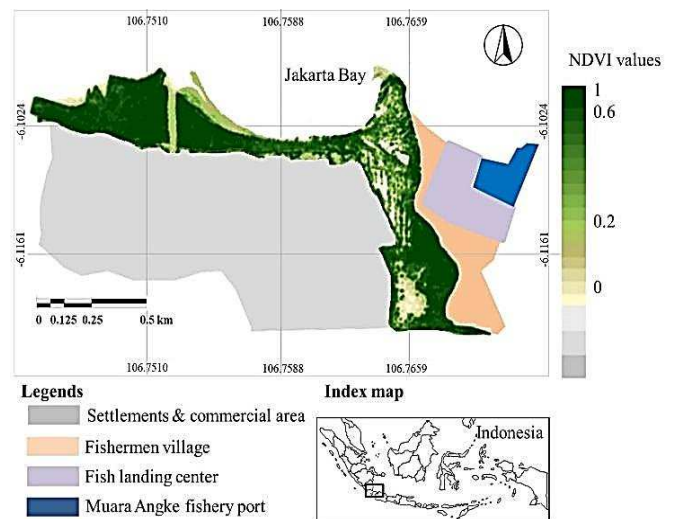 106.7510 106.7588 106.7659
NDVI values
Jakarta Bay
1
0.6
-6.1024 -6.1024
0.2
-6.1161 -6.1161
0
0 0.125 0.25 0.5 km
106.7510 106.7588 106.7659
Legends
Settlements & commercial area
Fishermen village
Fish landing center
Muara Angke fishery port
Index map
Indonesia